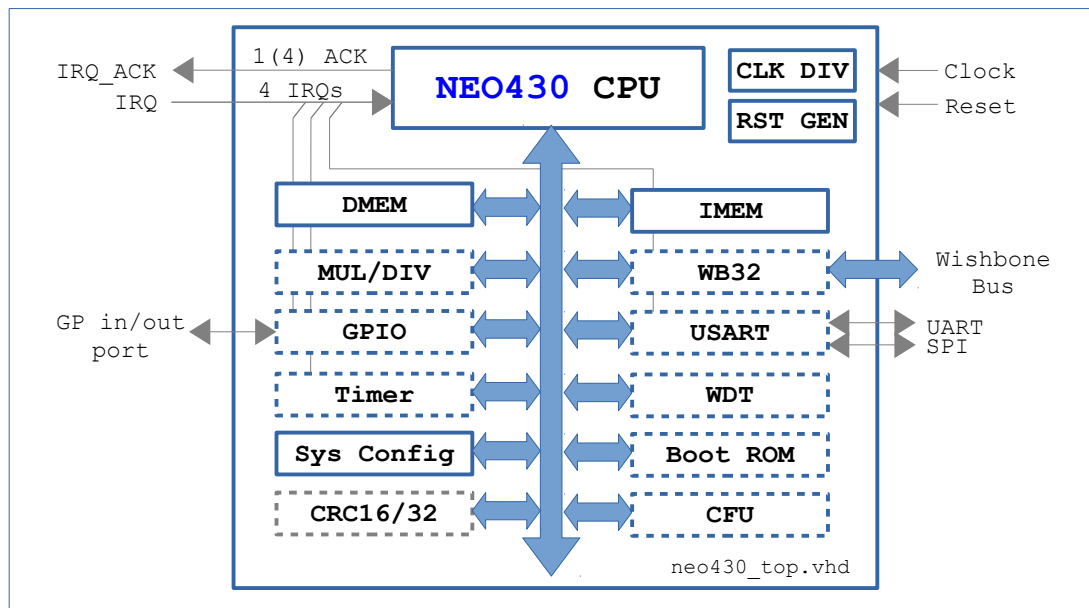 1(4) ACK
IRQ_ACK
IRQ
4 IRQs
NEO430 CPU
CLK DIV
RST GEN
Clock
Reset
DMEM
IMEM
MUL/DIV
WB32
Wishbone
Bus
GP in/out
port
GPIO
USART
UART
SPI
Timer
WDT
Sys Config
Boot ROM
CRC16/32
CFU
neo430_top.vhd